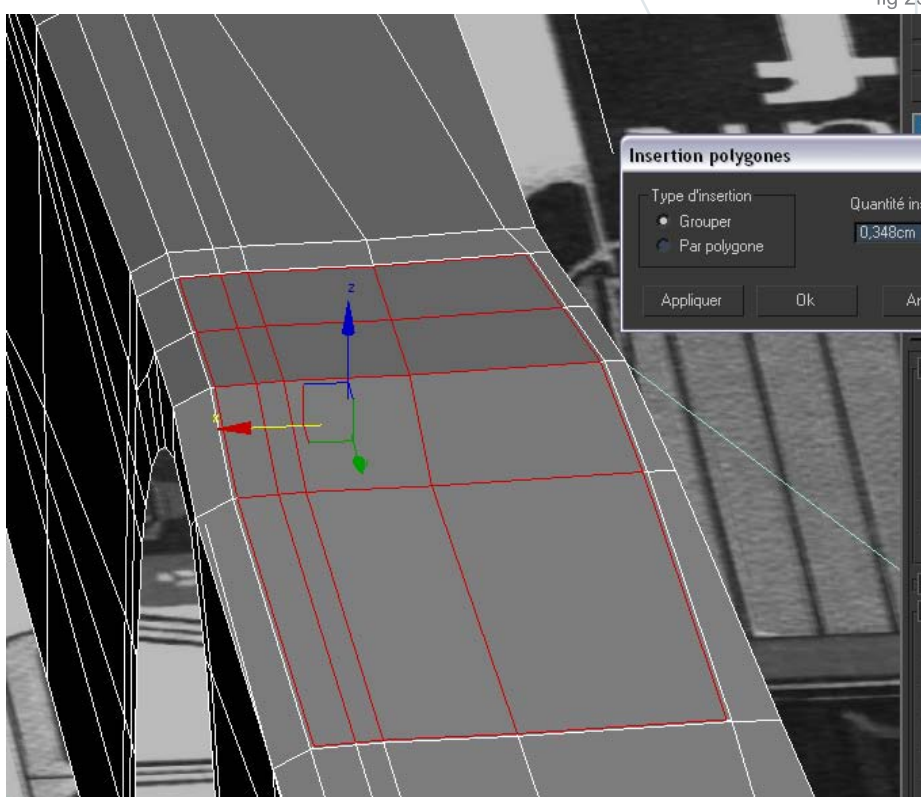 Insertion polygones
Type d'insertion
Grouper
Par polygone
0,348cm
Appliquer
Ok
z
x